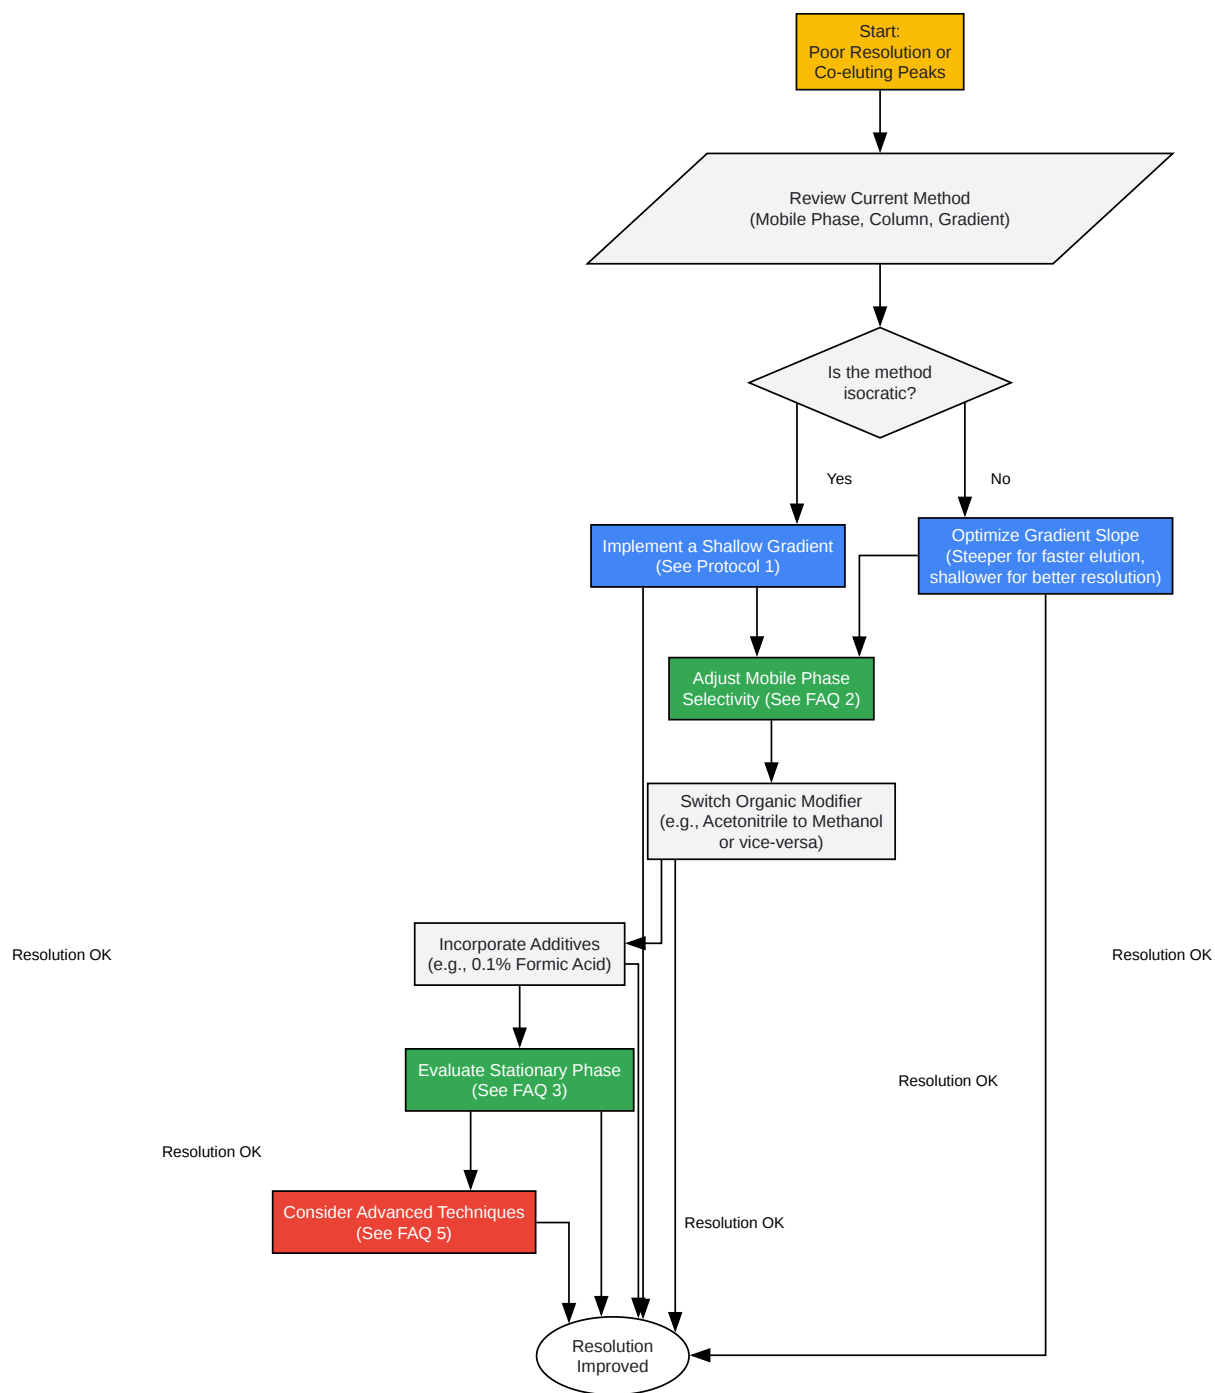 Start:
Poor Resolution or
Co-eluting Peaks
Review Current Method
(Mobile Phase, Column, Gradient)
Is the method
isocratic?
Yes
No
Implement a Shallow Gradient
(See Protocol 1)
Optimize Gradient Slope
(Steeper for faster elution,
shallower for better resolution)
Adjust Mobile Phase
Selectivity (See FAQ 2)
Switch Organic Modifier
(e.g., Acetonitrile to Methanol
or vice-versa)
Incorporate Additives
(e.g., 0.1% Formic Acid)
Resolution OK
Resolution OK
Evaluate Stationary Phase
(See FAQ 3)
Resolution OK
Resolution OK
Consider Advanced Techniques
(See FAQ 5)
Resolution OK
Resolution
Improved